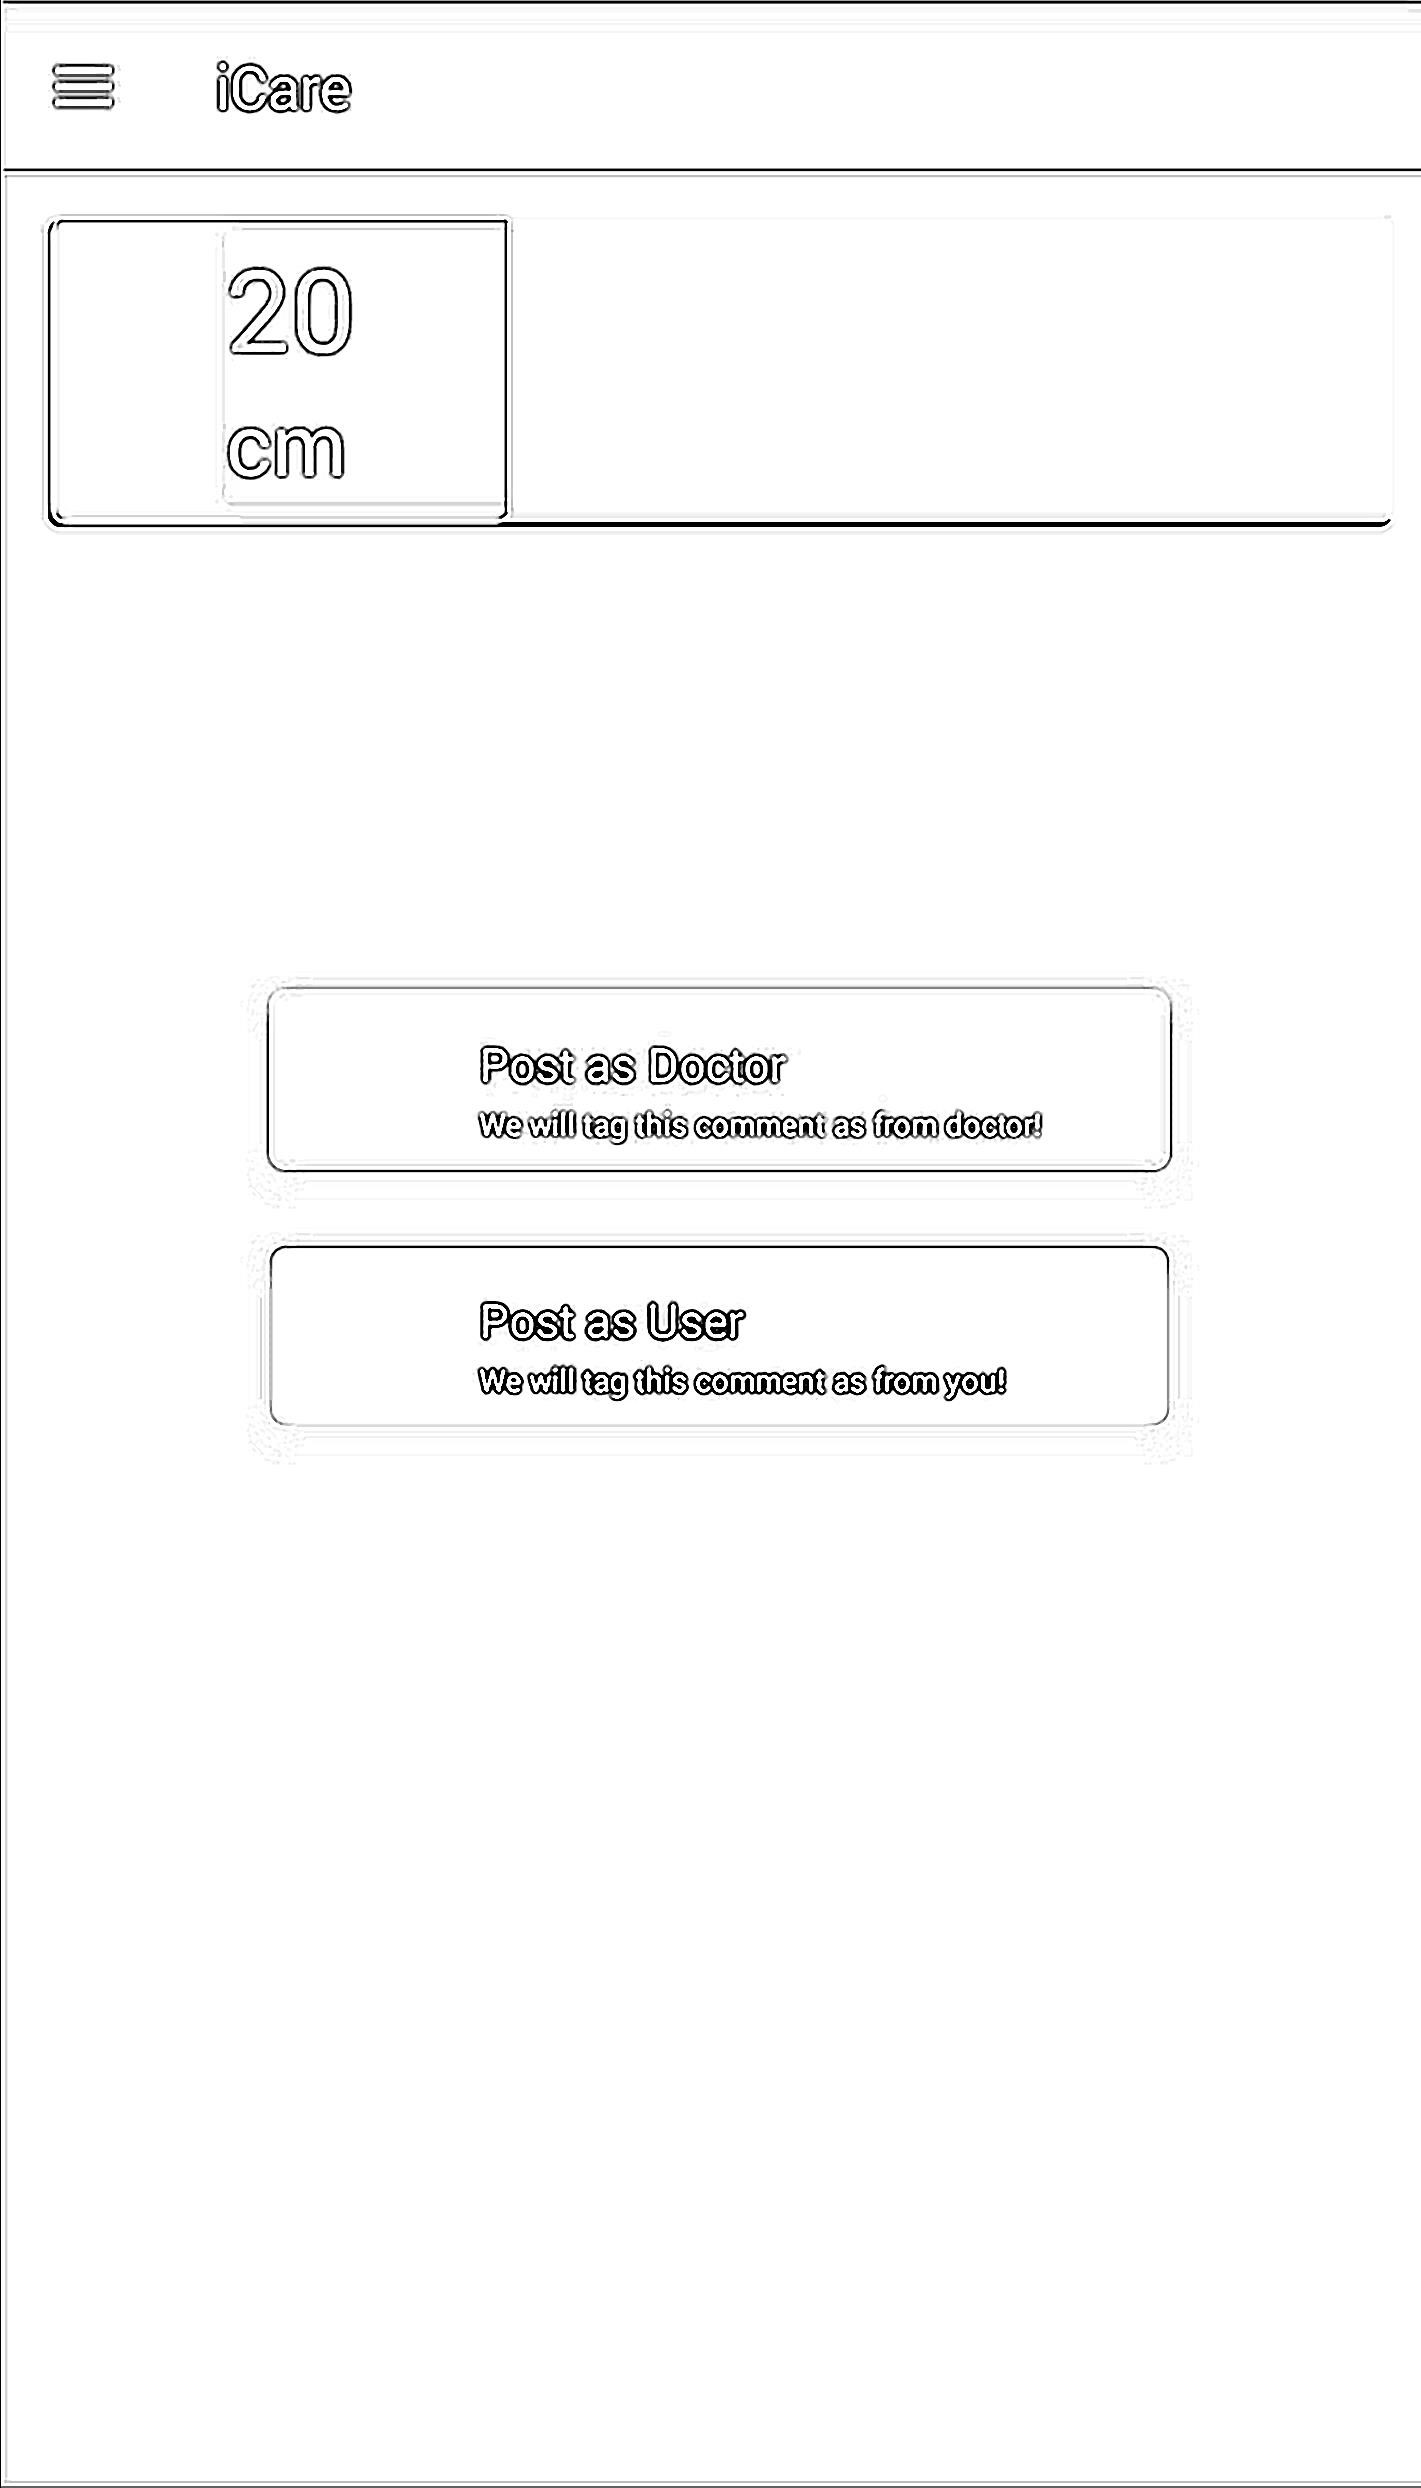 iCare
20
cm
Post as Doctor
We will tag this comment as from doctor!
Post as User
We will tag this comment as from you!